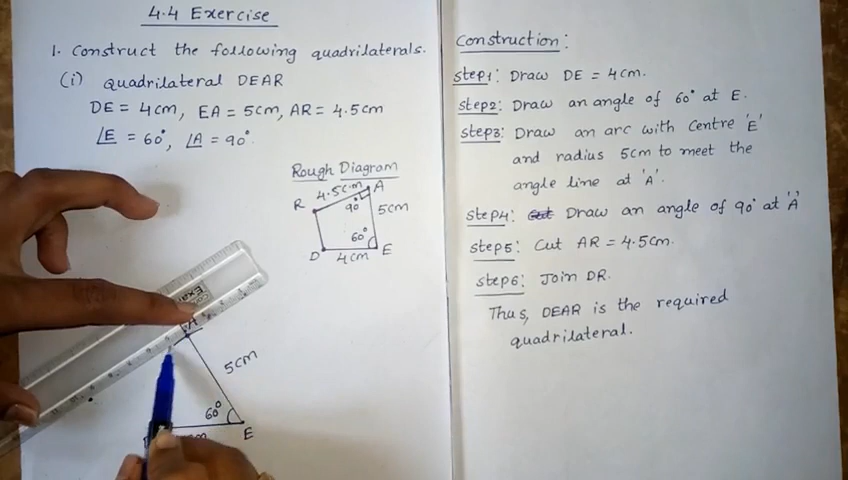 4.4 Exercise
1. Construct the following quadrilaterals.
(i) quadrilateral DEAR
DE = 4cm, EA = 5cm, AR = 4.5cm
∠E = 60°, ∠A = 90°.
Rough Diagram
4.5cm A
R 90° 5cm
60°
D 4cm E
A
5cm
60°
E
Construction:
Step1: Draw DE = 4cm.
Step2: Draw an angle of 60° at E.
Step3: Draw an arc with centre 'E'
and radius 5cm to meet the
angle line at 'A'.
Step4: Draw an angle of 90° at 'A'
Step5: Cut AR = 4.5cm.
Step6: Join DR.
Thus, DEAR is the required
quadrilateral.